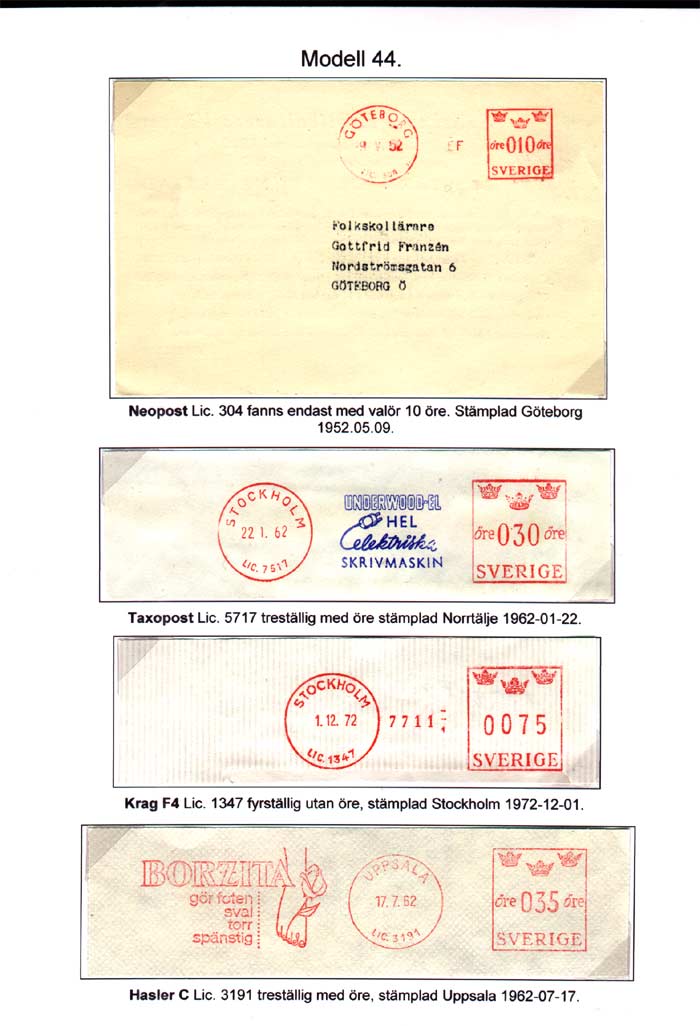 Modell 44.
GÖTEBORG
9 V 52
LIC. 304
EF
öre 010 öre
SVERIGE
Folkskollärare
Gottfrid Franzén
Nordströmsgatan 6
GÖTEBORG Ö
Neopost Lic. 304 fanns endast med valör 10 öre. Stämplad Göteborg
1952.05.09.
STOCKHOLM
22 1. 62
LIC. 7517
UNDERWOOD-EL
HEL
elektriska
SKRIVMASKIN
öre 030 öre
SVERIGE
Taxopost Lic. 5717 treställig med öre stämplad Norrtälje 1962-01-22.
STOCKHOLM
1. 12. 72
LIC. 1347
7711
0075
SVERIGE
Krag F4 Lic. 1347 fyrställig utan öre, stämplad Stockholm 1972-12-01.
BORZITA
gör foten
sval
torr
spänstig
UPPSALA
17. 7. 62
LIC. 3191
öre 035 öre
SVERIGE
Hasler C Lic. 3191 treställig med öre, stämplad Uppsala 1962-07-17.